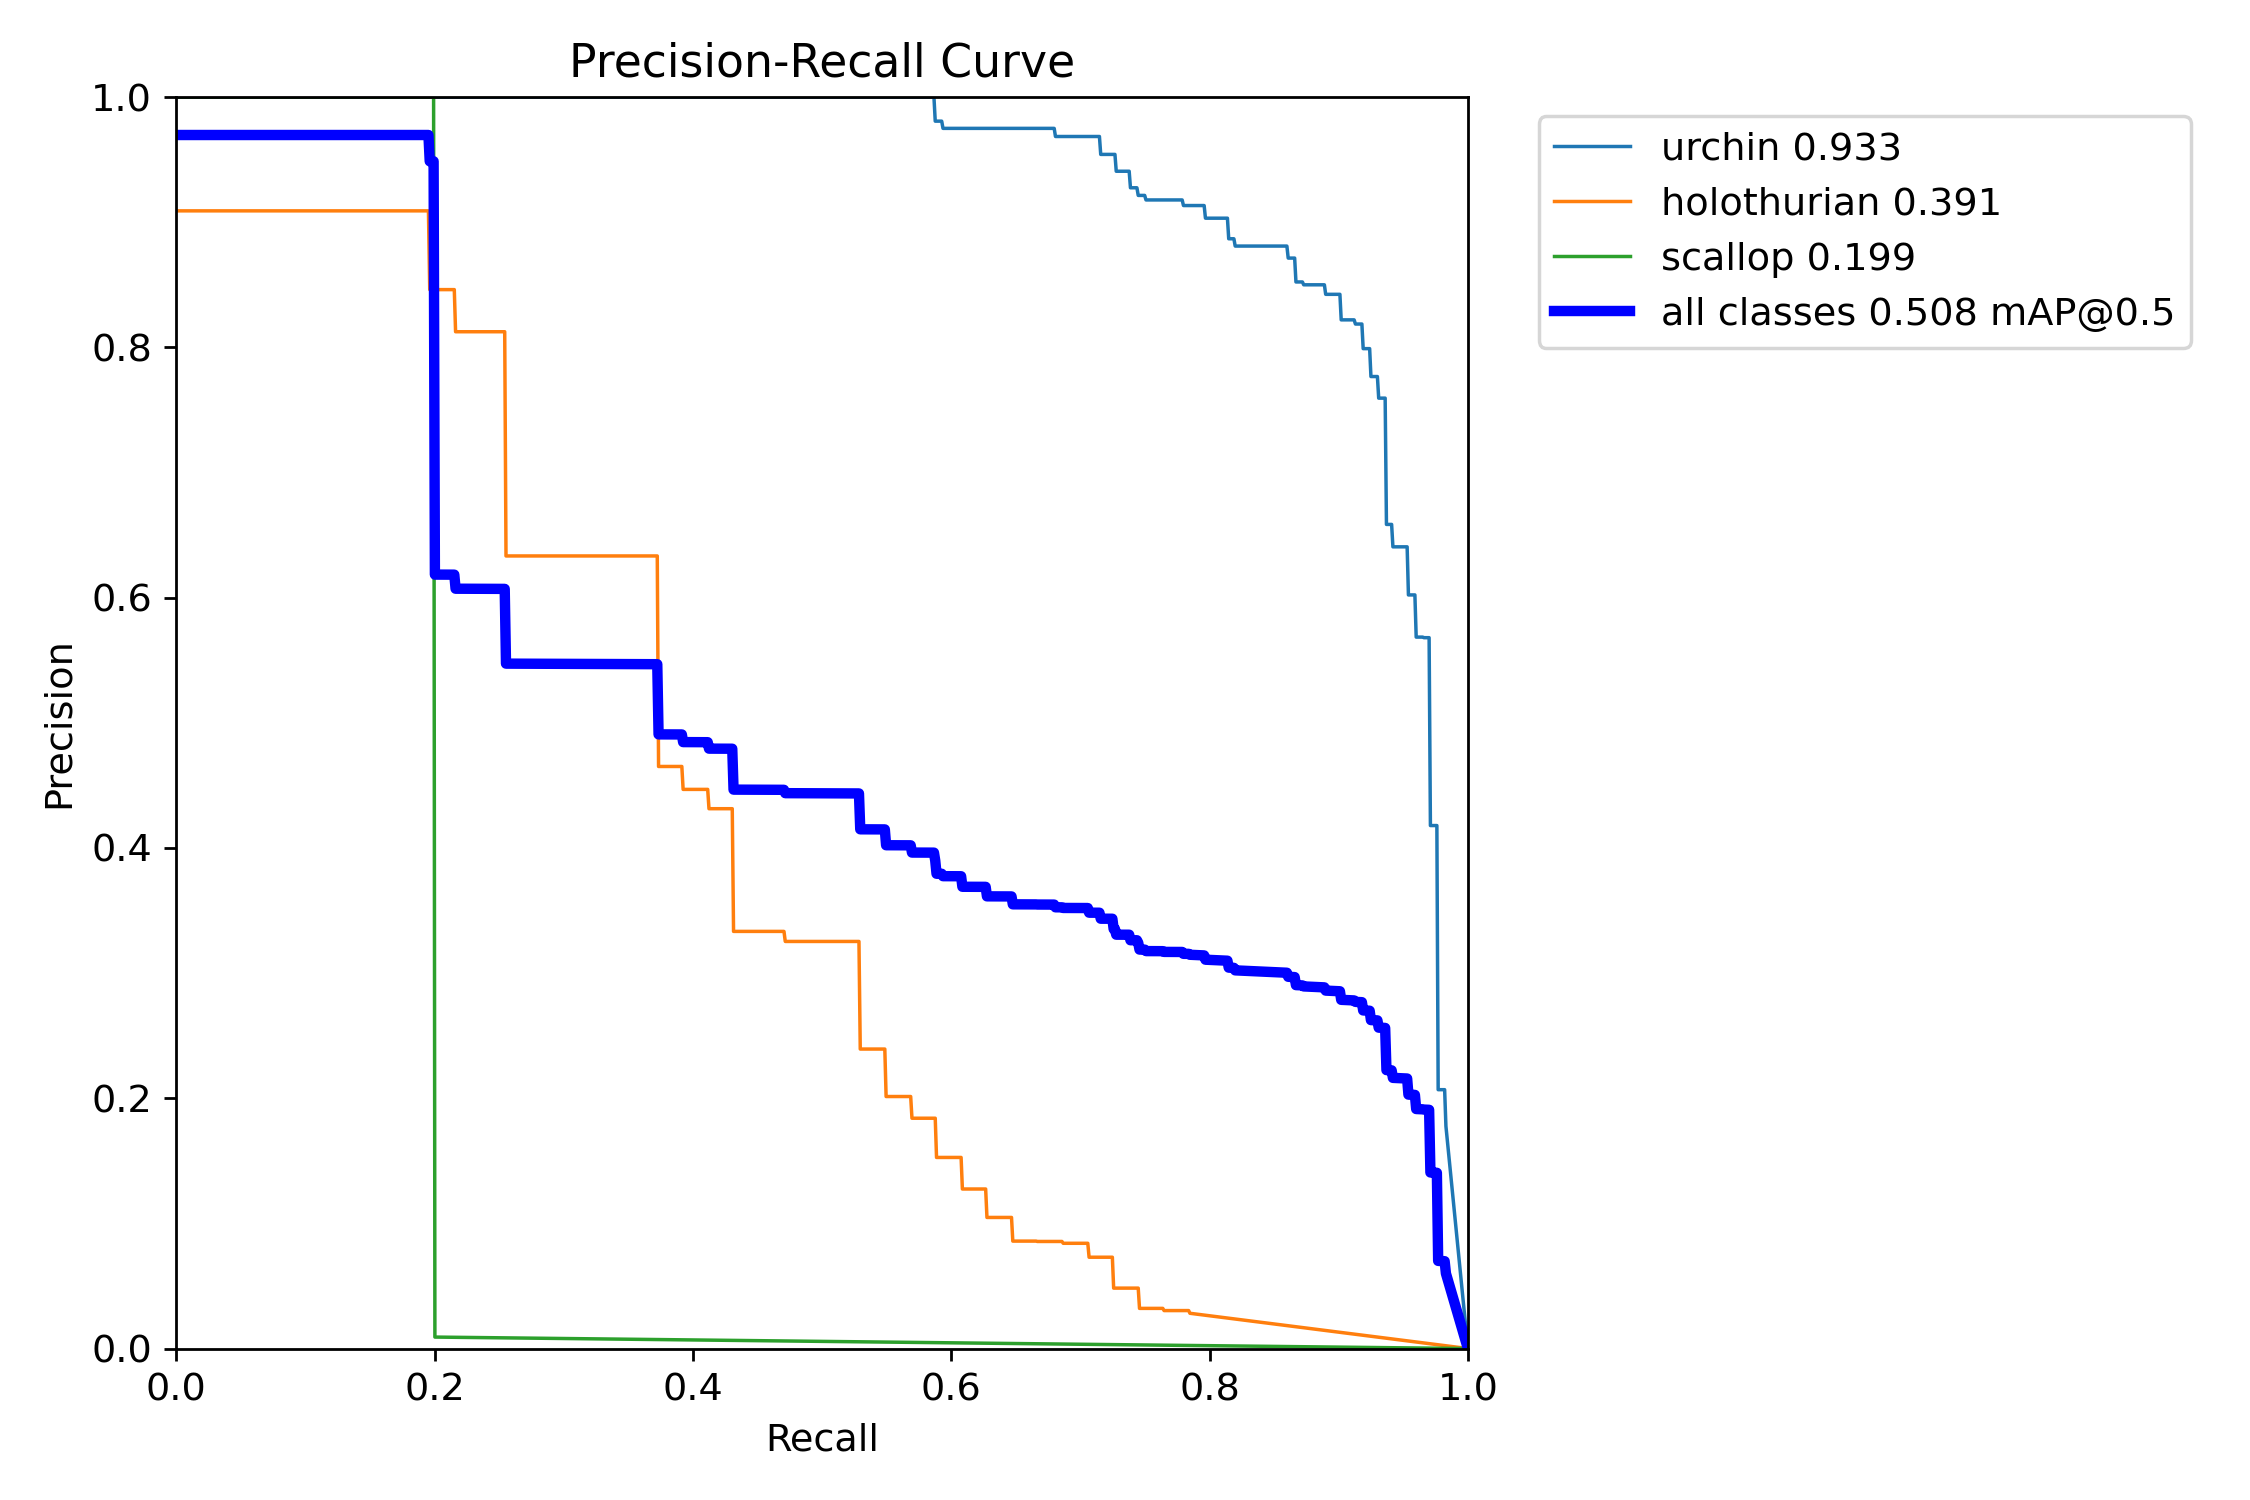 Precision-Recall Curve
1.0
0.8
0.6
0.4
0.2
0.0
Precision
0.0 0.2 0.4 0.6 0.8 1.0
Recall
urchin 0.933
holothurian 0.391
scallop 0.199
all classes 0.508 mAP@0.5